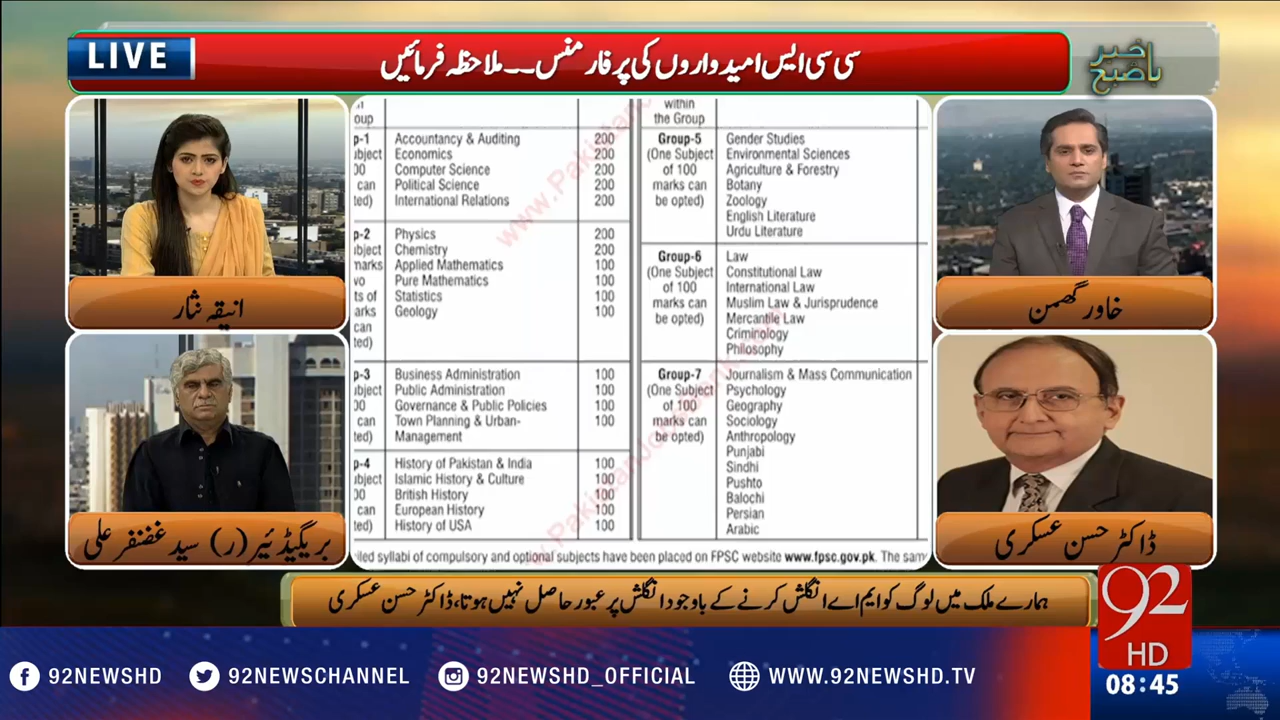 LIVE
سی ایس ایس امیدواروں کی پرفارمنس۔۔ ملاحظہ فرمائیں
باخبر صبح
انیقہ نثار
خاور گھمن
بریگیڈئیر (ر) سید غضنفر علی
ڈاکٹر حسن عسکری
Accountancy & Auditing 200
Economics 200
Computer Science 200
Political Science 200
International Relations 200
Physics 200
Chemistry 200
Applied Mathematics 100
Pure Mathematics 100
Statistics 100
Geology 100
Business Administration 100
Public Administration 100
Governance & Public Policies 100
Town Planning & Urban- 100
Management
History of Pakistan & India 100
Islamic History & Culture 100
British History 100
European History 100
History of USA 100
within
the Group
Group-5 Gender Studies
(One Subject Environmental Sciences
of 100 Agriculture & Forestry
marks can Botany
be opted) Zoology
English Literature
Urdu Literature
Group-6 Law
(One Subject Constitutional Law
of 100 International Law
marks can Muslim Law & Jurisprudence
be opted) Mercantile Law
Criminology
Philosophy
Group-7 Journalism & Mass Communication
(One Subject Psychology
of 100 Geography
marks can Sociology
be opted) Anthropology
Punjabi
Sindhi
Pushto
Balochi
Persian
Arabic
syllabi of compulsory and optional subjects have been placed on FPSC website www.fpsc.gov.pk. The
ہمارے ملک میں لوگ کو ایم اے انگلش کرنے کے باوجود انگلش پر عبور حاصل نہیں ہوتا، ڈاکٹر حسن عسکری
92
HD
08:45
92NEWSHD 92NEWSCHANNEL 92NEWSHD_OFFICIAL WWW.92NEWSHD.TV